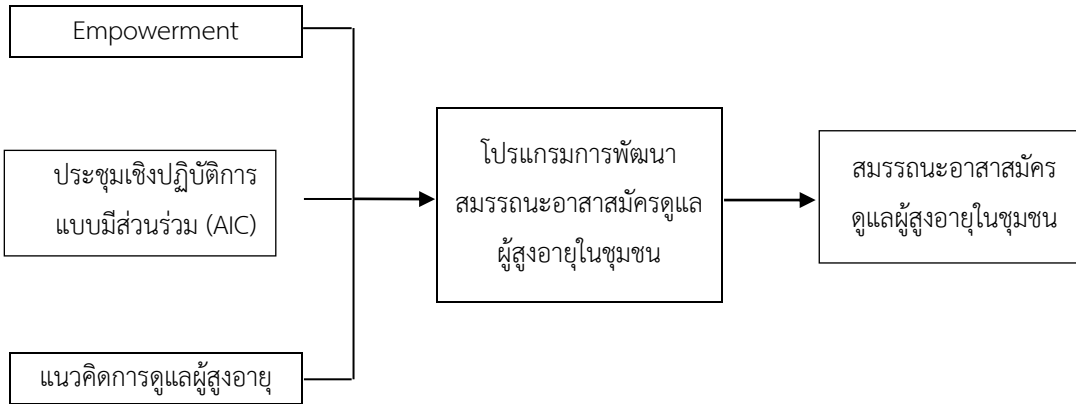 Empowerment
ประชุมเชิงปฏิบัติการ
แบบมีส่วนร่วม (AIC)
แนวคิดการดูแลผู้สูงอายุ
โปรแกรมการพัฒนา
สมรรถนะอาสาสมัครดูแล
ผู้สูงอายุในชุมชน
สมรรถนะอาสาสมัคร
ดูแลผู้สูงอายุในชุมชน